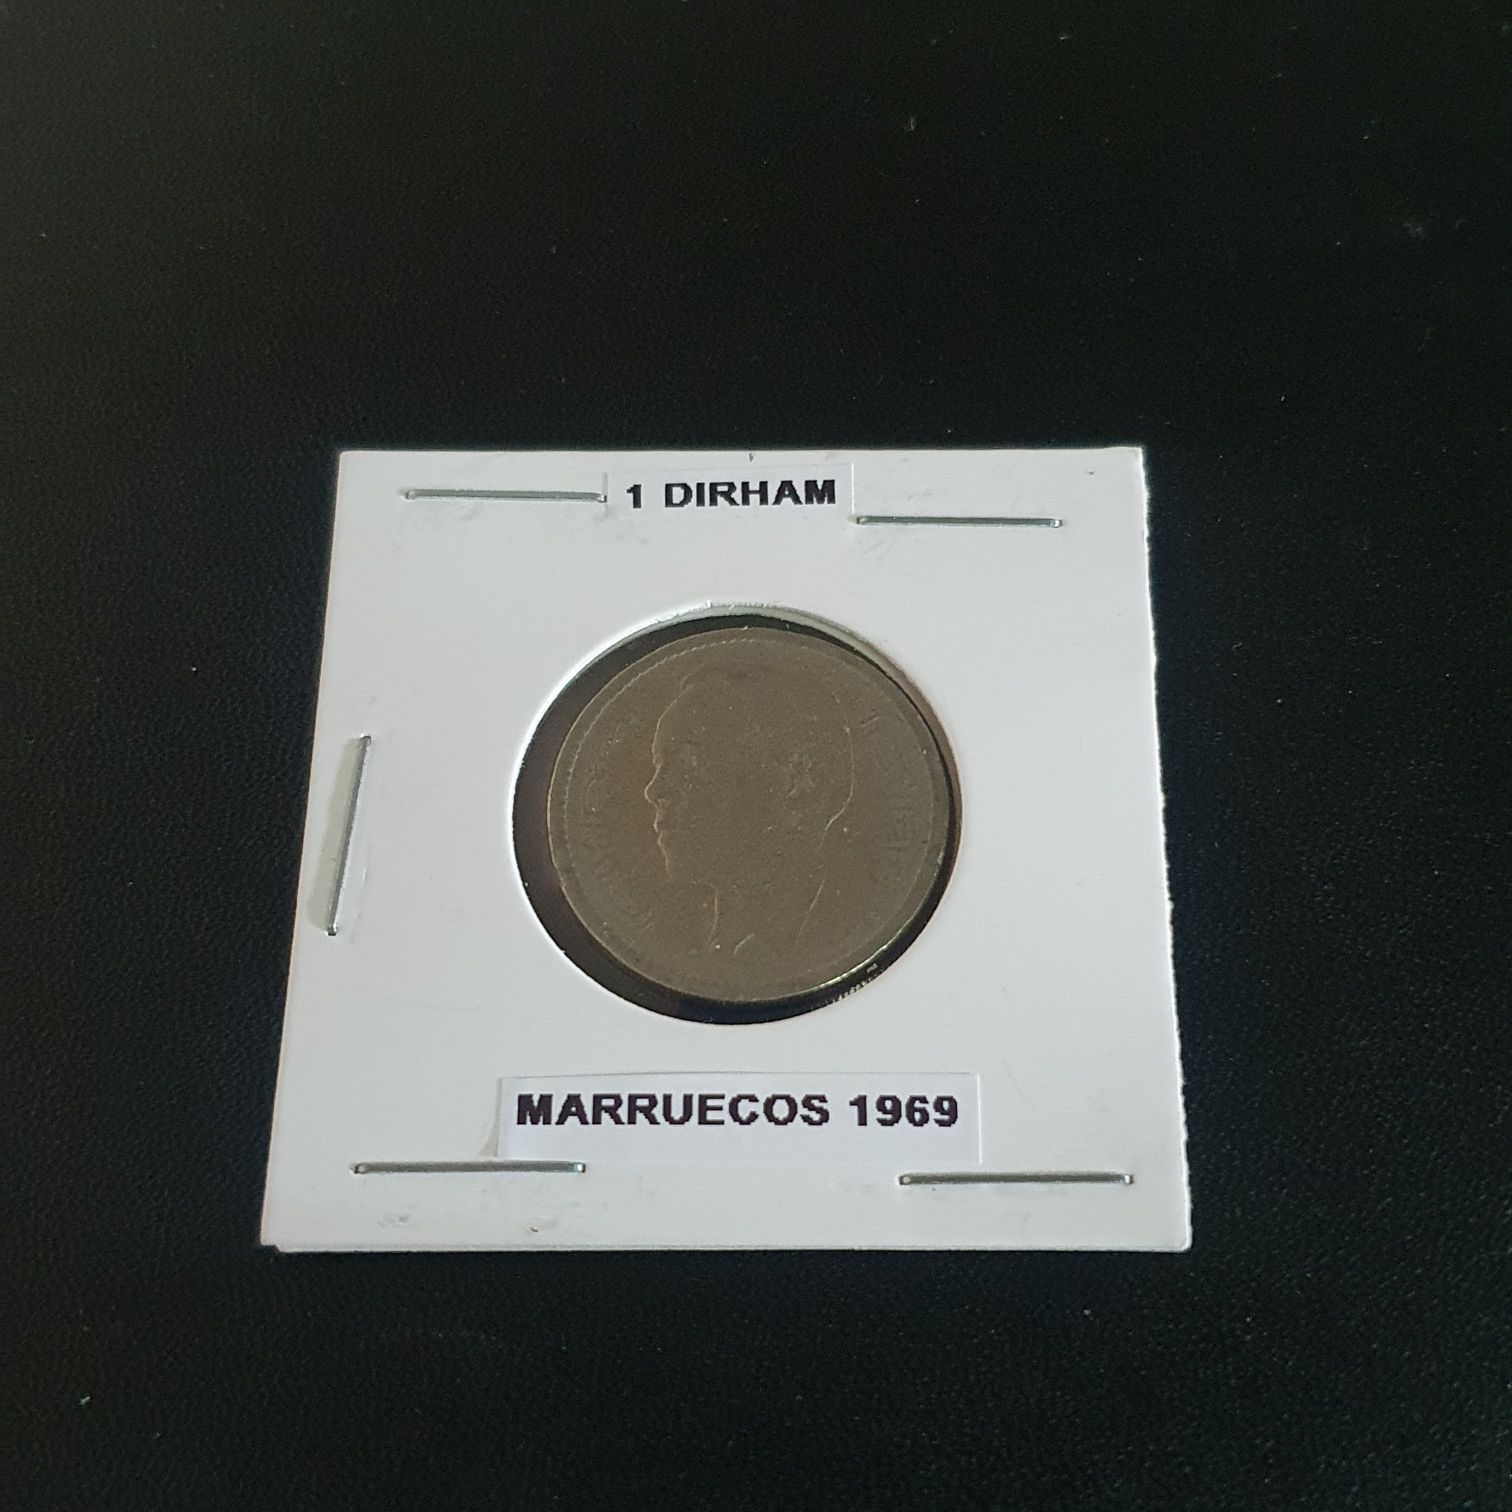 1 DIRHAM
MARRUECOS 1969